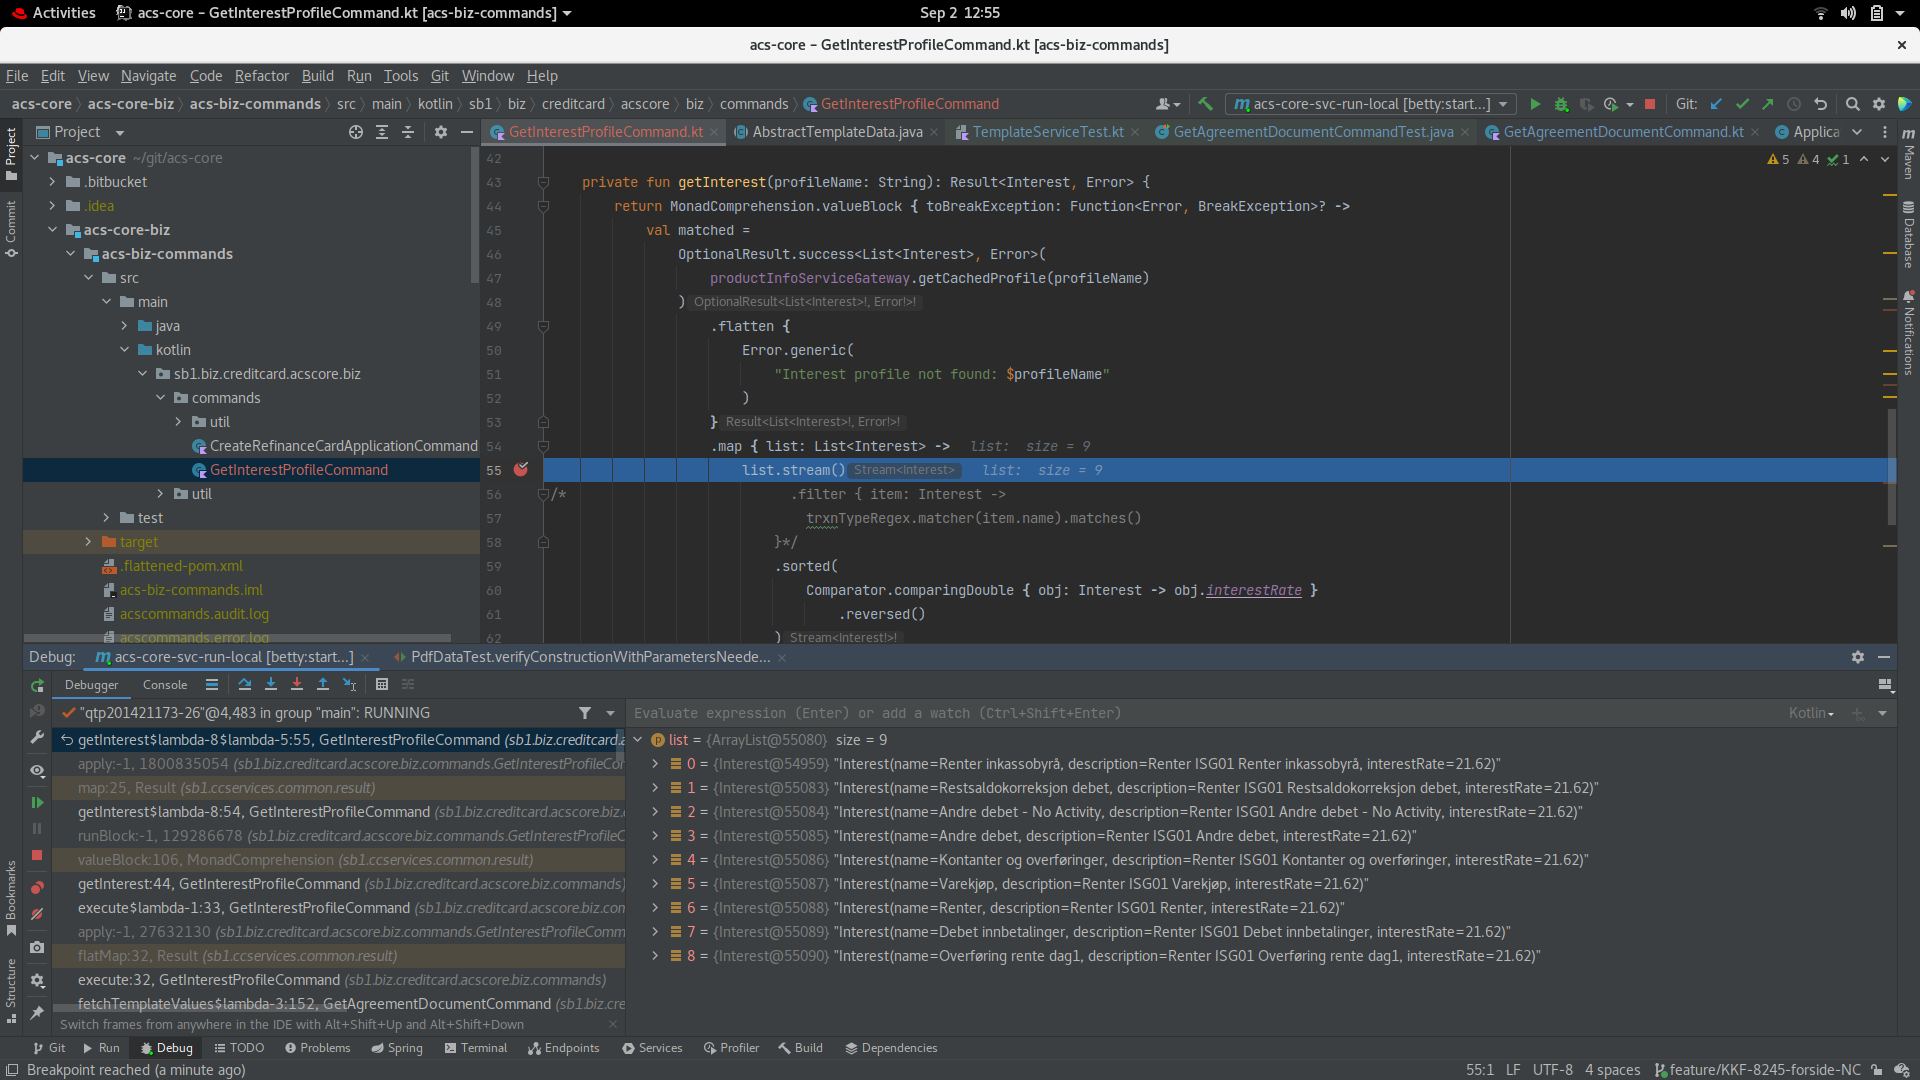 Activities acs-core – GetInterestProfileCommand.kt [acs-biz-commands] Sep 2 12:55
acs-core – GetInterestProfileCommand.kt [acs-biz-commands]
File Edit View Navigate Code Refactor Build Run Tools Git Window Help
acs-core acs-core-biz acs-biz-commands src main kotlin sb1 biz creditcard acscore biz commands GetInterestProfileCommand acs-core-svc-run-local [betty:start...] Git:
Project
GetInterestProfileCommand.kt AbstractTemplateData.java TemplateServiceTest.kt GetAgreementDocumentCommandTest.java GetAgreementDocumentCommand.kt Applica
Project
Commit
acs-core ~/git/acs-core
.bitbucket
.idea
acs-core-biz
acs-biz-commands
src
main
java
kotlin
sb1.biz.creditcard.acscore.biz
commands
util
CreateRefinanceCardApplicationCommand
GetInterestProfileCommand
util
test
target
.flattened-pom.xml
acs-biz-commands.iml
acscommands.audit.log
acscommands.error.log
5 4 1
42
43 private fun getInterest(profileName: String): Result<Interest, Error> {
44 return MonadComprehension.valueBlock { toBreakException: Function<Error, BreakException>? ->
45 val matched =
46 OptionalResult.success<List<Interest>, Error>(
47 productInfoServiceGateway.getCachedProfile(profileName)
48 ) OptionalResult<List<Interest>!, Error!>!
49 .flatten {
50 Error.generic(
51 "Interest profile not found: $profileName"
52 )
53 } Result<List<Interest>!, Error!>!
54 .map { list: List<Interest> -> list: size = 9
55 list.stream() Stream<Interest> list: size = 9
56 /* .filter { item: Interest ->
57 trxnTypeRegex.matcher(item.name).matches()
58 }*/
59 .sorted(
60 Comparator.comparingDouble { obj: Interest -> obj.interestRate }
61 .reversed()
62 ) Stream<Interest!>!
Maven
Database
Notifications
Debug: acs-core-svc-run-local [betty:start...] PdfDataTest.verifyConstructionWithParametersNeede...
Debugger Console
"qtp201421173-26"@4,483 in group "main": RUNNING
getInterest$lambda-8$lambda-5:55, GetInterestProfileCommand (sb1.biz.creditcard.a
apply:-1, 1800835054 (sb1.biz.creditcard.acscore.biz.commands.GetInterestProfileCor
map:25, Result (sb1.ccservices.common.result)
getInterest$lambda-8:54, GetInterestProfileCommand (sb1.biz.creditcard.acscore.biz.c
runBlock:-1, 129286678 (sb1.biz.creditcard.acscore.biz.commands.GetInterestProfileC
valueBlock:106, MonadComprehension (sb1.ccservices.common.result)
getInterest:44, GetInterestProfileCommand (sb1.biz.creditcard.acscore.biz.commands)
execute$lambda-1:33, GetInterestProfileCommand (sb1.biz.creditcard.acscore.biz.con
apply:-1, 27632130 (sb1.biz.creditcard.acscore.biz.commands.GetInterestProfileComm
flatMap:32, Result (sb1.ccservices.common.result)
execute:32, GetInterestProfileCommand (sb1.biz.creditcard.acscore.biz.commands)
fetchTemplateValues$lambda-3:152, GetAgreementDocumentCommand (sb1.biz.cre
Switch frames from anywhere in the IDE with Alt+Shift+Up and Alt+Shift+Down
Evaluate expression (Enter) or add a watch (Ctrl+Shift+Enter) Kotlin
list = {ArrayList@55080} size = 9
0 = {Interest@54959} "Interest(name=Renter inkassobyrå, description=Renter ISG01 Renter inkassobyrå, interestRate=21.62)"
1 = {Interest@55083} "Interest(name=Restsaldokorreksjon debet, description=Renter ISG01 Restsaldokorreksjon debet, interestRate=21.62)"
2 = {Interest@55084} "Interest(name=Andre debet - No Activity, description=Renter ISG01 Andre debet - No Activity, interestRate=21.62)"
3 = {Interest@55085} "Interest(name=Andre debet, description=Renter ISG01 Andre debet, interestRate=21.62)"
4 = {Interest@55086} "Interest(name=Kontanter og overføringer, description=Renter ISG01 Kontanter og overføringer, interestRate=21.62)"
5 = {Interest@55087} "Interest(name=Varekjøp, description=Renter ISG01 Varekjøp, interestRate=21.62)"
6 = {Interest@55088} "Interest(name=Renter, description=Renter ISG01 Renter, interestRate=21.62)"
7 = {Interest@55089} "Interest(name=Debet innbetalinger, description=Renter ISG01 Debet innbetalinger, interestRate=21.62)"
8 = {Interest@55090} "Interest(name=Overføring rente dag1, description=Renter ISG01 Overføring rente dag1, interestRate=21.62)"
Bookmarks
Structure
Git Run Debug TODO Problems Spring Terminal Endpoints Services Profiler Build Dependencies
Breakpoint reached (a minute ago) 55:1 LF UTF-8 4 spaces feature/KKF-8245-forside-NC